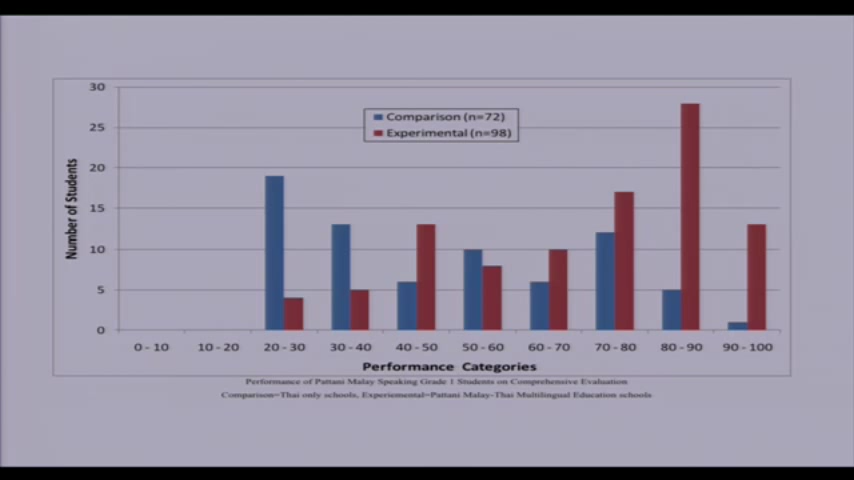 30
Comparison (n=72)
Experimental (n=98)
25
20
15
10
5
0
Number of Students
0 - 10 10 - 20 20 - 30 30 - 40 40 - 50 50 - 60 60 - 70 70 - 80 80 - 90 90 - 100
Performance Categories
Performance of Pattani Malay Speaking Grade 1 Students on Comprehensive Evaluation
Comparison=Thai only schools, Experiemental=Pattani Malay-Thai Multilingual Education schools